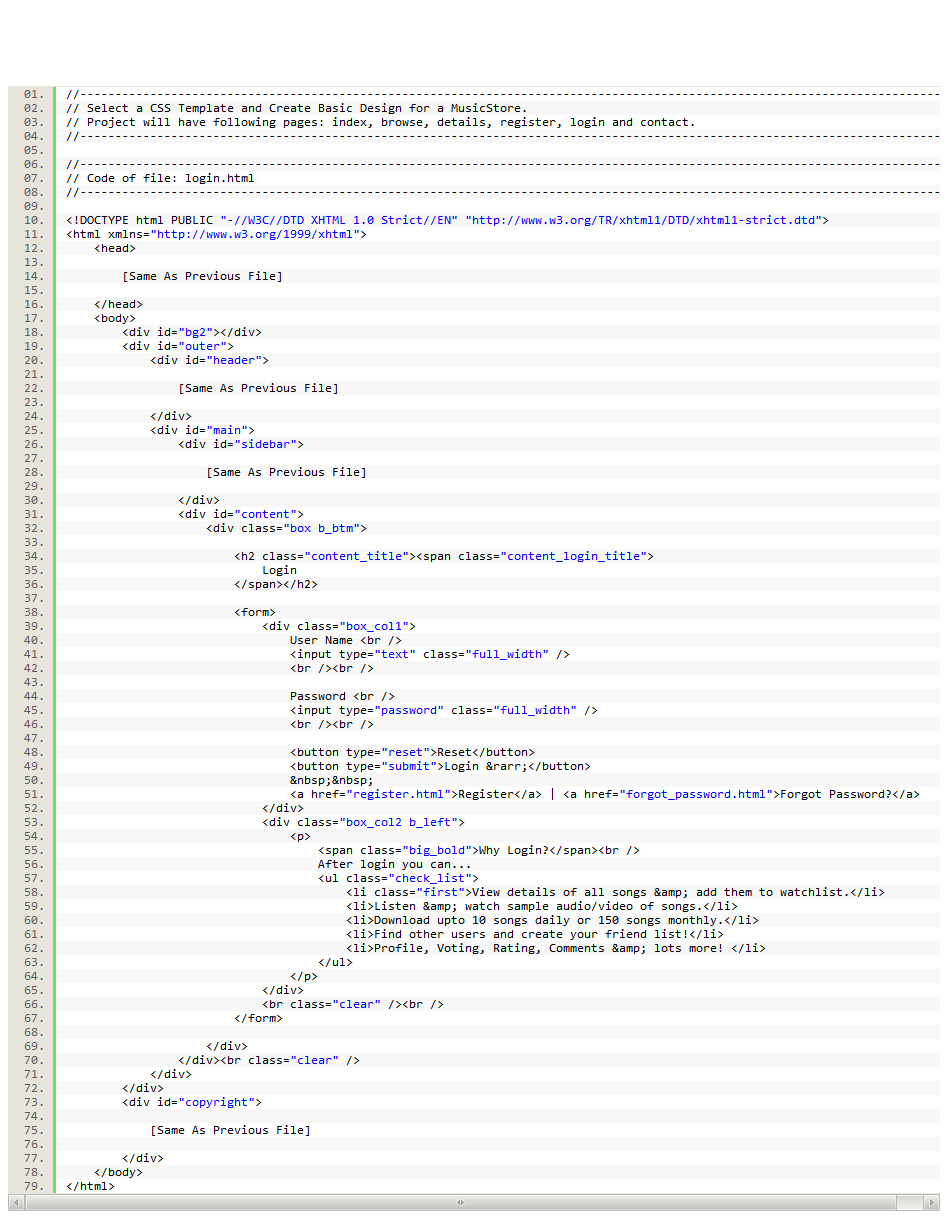 01. //---------------------------------------------------------------------------------------------------------------------------
02. // Select a CSS Template and Create Basic Design for a MusicStore.
03. // Project will have following pages: index, browse, details, register, login and contact.
04. //---------------------------------------------------------------------------------------------------------------------------
05.
06. //---------------------------------------------------------------------------------------------------------------------------
07. // Code of file: login.html
08. //---------------------------------------------------------------------------------------------------------------------------
09.
10. <!DOCTYPE html PUBLIC "-//W3C//DTD XHTML 1.0 Strict//EN" "http://www.w3.org/TR/xhtml1/DTD/xhtml1-strict.dtd">
11. <html xmlns="http://www.w3.org/1999/xhtml">
12.     <head>
13.
14.         [Same As Previous File]
15.
16.     </head>
17.     <body>
18.         <div id="bg2"></div>
19.         <div id="outer">
20.             <div id="header">
21.
22.                 [Same As Previous File]
23.
24.             </div>
25.             <div id="main">
26.                 <div id="sidebar">
27.
28.                     [Same As Previous File]
29.
30.                 </div>
31.                 <div id="content">
32.                     <div class="box b_btm">
33.
34.                         <h2 class="content_title"><span class="content_login_title">
35.                             Login
36.                         </span></h2>
37.
38.                         <form>
39.                             <div class="box_col1">
40.                                 User Name <br />
41.                                 <input type="text" class="full_width" />
42.                                 <br /><br />
43.
44.                                 Password <br />
45.                                 <input type="password" class="full_width" />
46.                                 <br /><br />
47.
48.                                 <button type="reset">Reset</button>
49.                                 <button type="submit">Login &rarr;</button>
50.                                 &nbsp;&nbsp;
51.                                 <a href="register.html">Register</a> | <a href="forgot_password.html">Forgot Password?</a>
52.                             </div>
53.                             <div class="box_col2 b_left">
54.                                 <p>
55.                                     <span class="big_bold">Why Login?</span><br />
56.                                     After login you can...
57.                                     <ul class="check_list">
58.                                         <li class="first">View details of all songs &amp; add them to watchlist.</li>
59.                                         <li>Listen &amp; watch sample audio/video of songs.</li>
60.                                         <li>Download upto 10 songs daily or 150 songs monthly.</li>
61.                                         <li>Find other users and create your friend list!</li>
62.                                         <li>Profile, Voting, Rating, Comments &amp; lots more! </li>
63.                                     </ul>
64.                                 </p>
65.                             </div>
66.                             <br class="clear" /><br />
67.                         </form>
68.
69.                     </div>
70.                 </div><br class="clear" />
71.             </div>
72.         </div>
73.         <div id="copyright">
74.
75.             [Same As Previous File]
76.
77.         </div>
78.     </body>
79. </html>